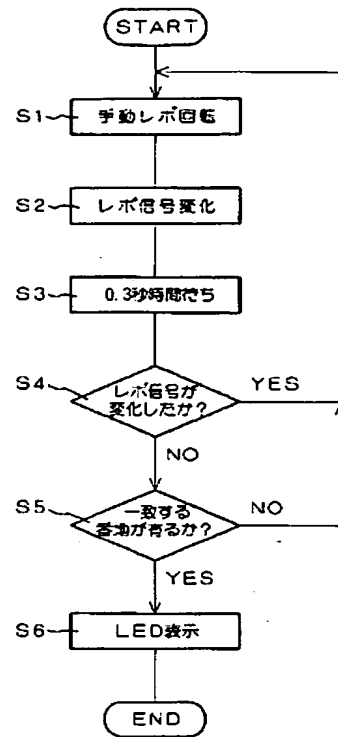 START
S1
手動レボ回転
S2
レボ信号変化
S3
0.3秒時間待ち
S4
レボ信号が
変化したか?
YES
NO
S5
一致する
番地が有るか?
NO
YES
S6
LED表示
END